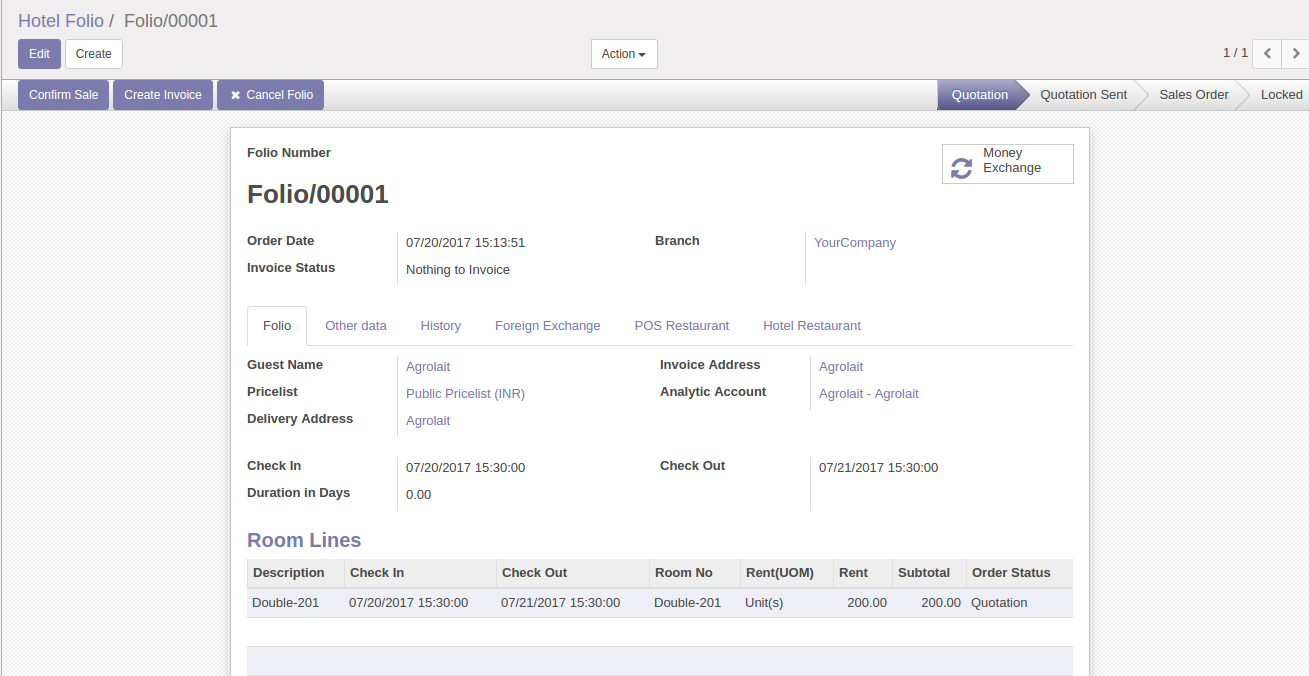 Hotel Folio / Folio/00001
Edit Create Action 1 / 1
Confirm Sale Create Invoice Cancel Folio Quotation Quotation Sent Sales Order Locked
Folio Number
Money Exchange
Folio/00001
Order Date 07/20/2017 15:13:51 Branch YourCompany
Invoice Status Nothing to Invoice
Folio Other data History Foreign Exchange POS Restaurant Hotel Restaurant
Guest Name Agrolait Invoice Address Agrolait
Pricelist Public Pricelist (INR) Analytic Account Agrolait - Agrolait
Delivery Address Agrolait
Check In 07/20/2017 15:30:00 Check Out 07/21/2017 15:30:00
Duration in Days 0.00
Room Lines
Description Check In Check Out Room No Rent(UOM) Rent Subtotal Order Status
Double-201 07/20/2017 15:30:00 07/21/2017 15:30:00 Double-201 Unit(s) 200.00 200.00 Quotation